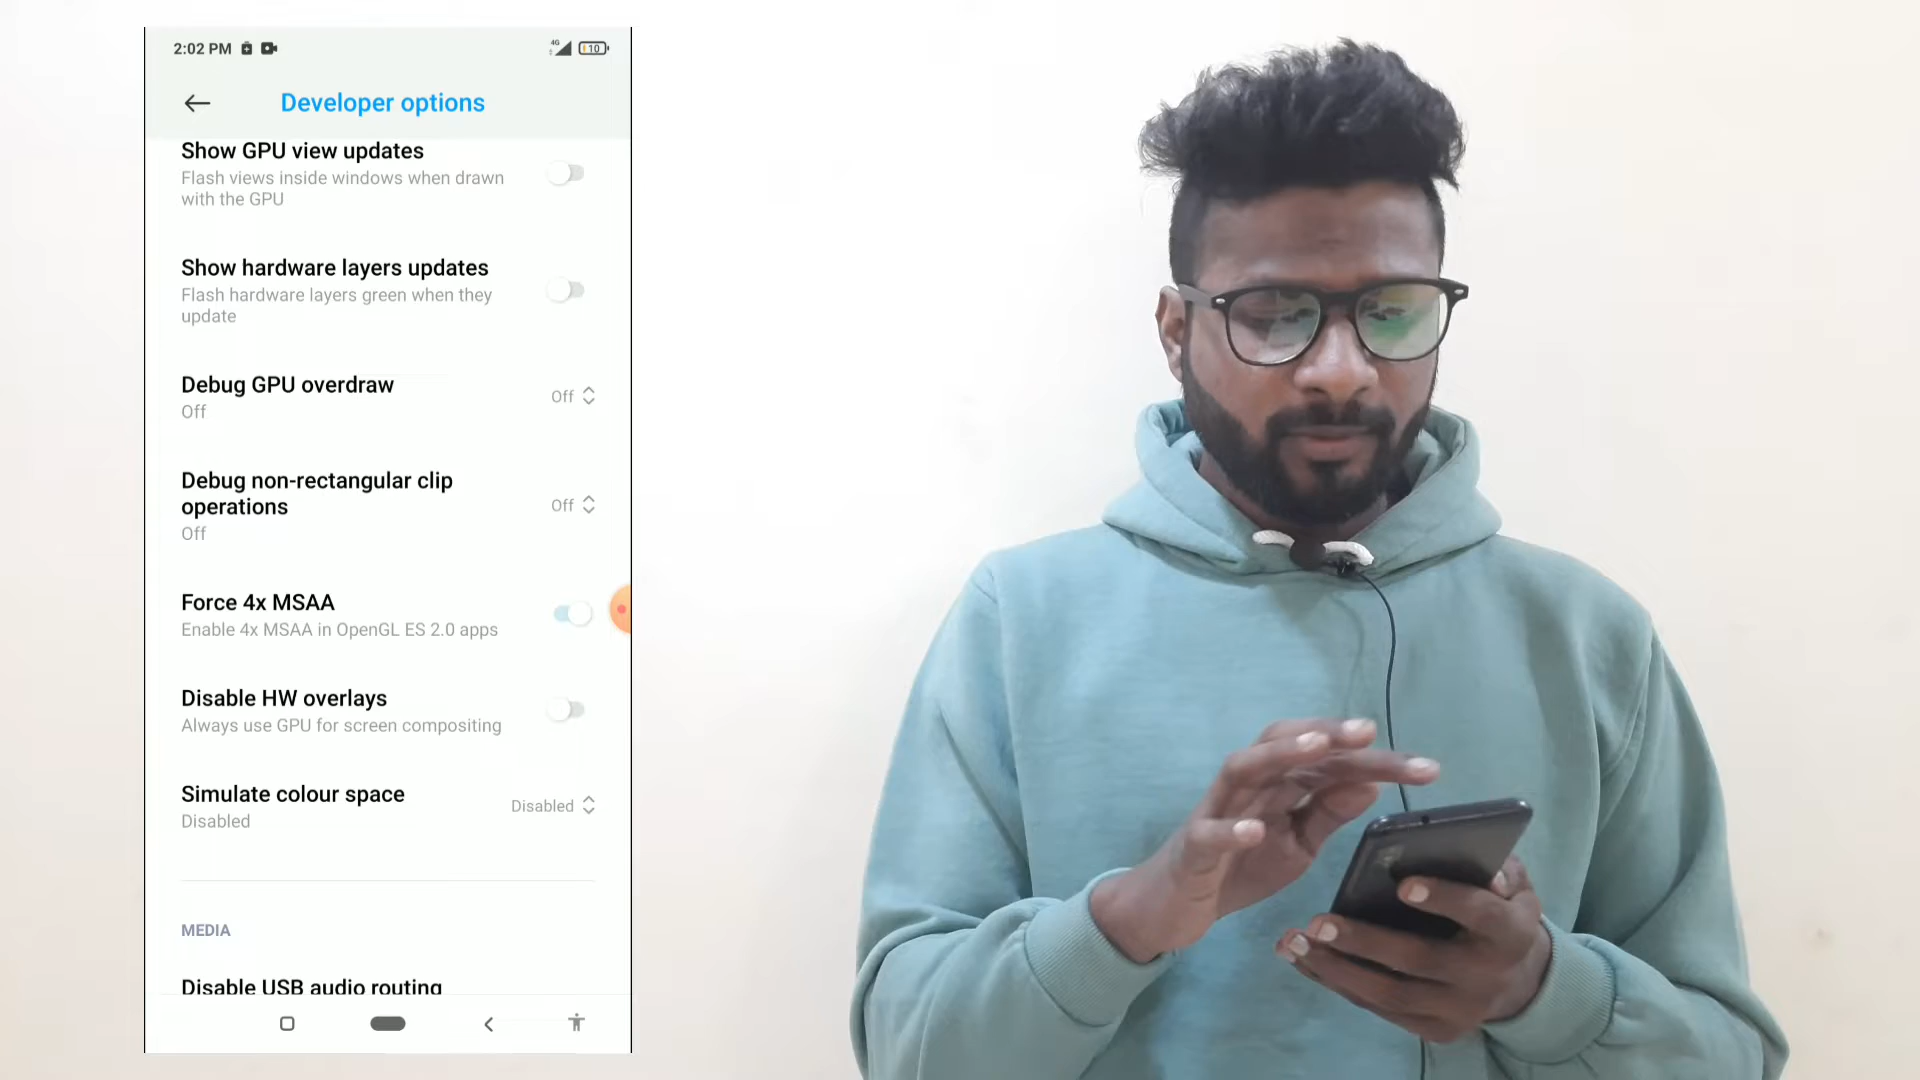 2:02 PM
4G
10
Developer options
Show GPU view updates
Flash views inside windows when drawn
with the GPU
Show hardware layers updates
Flash hardware layers green when they
update
Debug GPU overdraw
Off
Off
Debug non-rectangular clip
operations
Off
Off
Force 4x MSAA
Enable 4x MSAA in OpenGL ES 2.0 apps
Disable HW overlays
Always use GPU for screen compositing
Simulate colour space
Disabled
Disabled
MEDIA
Disable USB audio routing